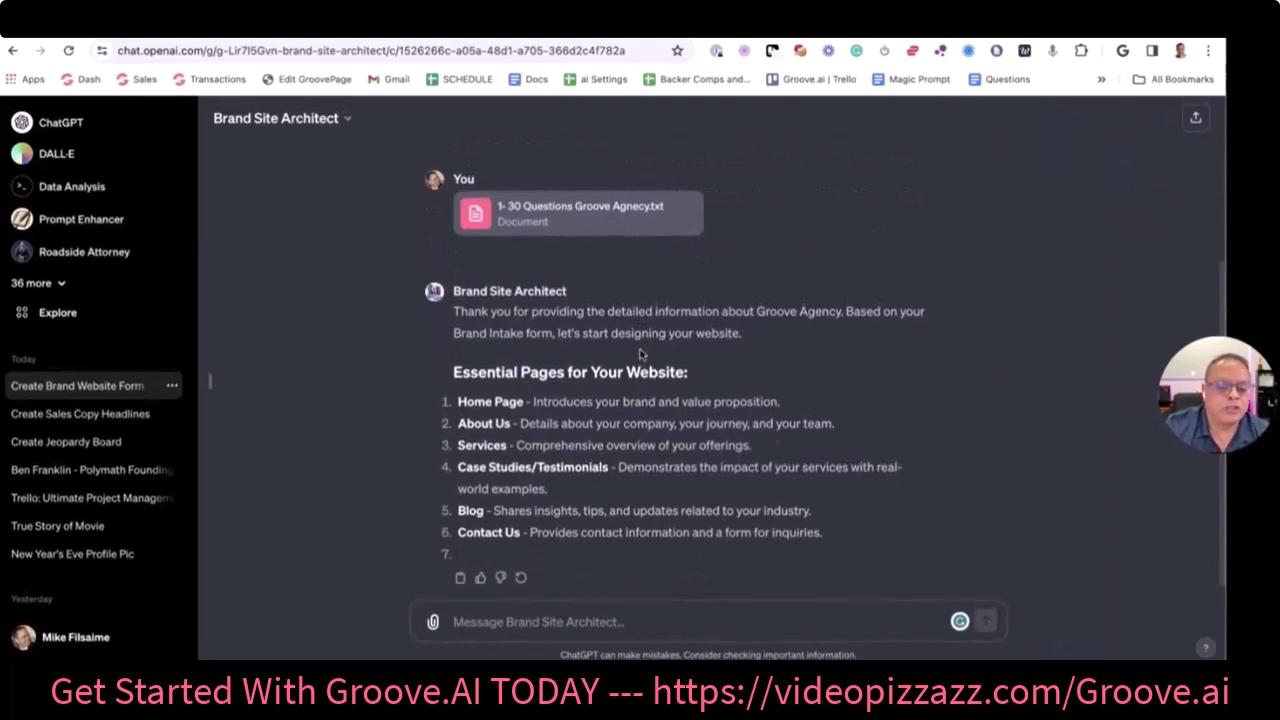 chat.openai.com/g/g-Lir7I5Gvn-brand-site-architect/c/1526266c-a05a-48d1-a705-366d2c4f782a
Apps Dash Sales Transactions Edit GroovePage Gmail SCHEDULE Docs ai Settings Backer Comps and... Groove.ai | Trello Magic Prompt Questions » All Bookmarks
ChatGPT
DALL·E
Data Analysis
Prompt Enhancer
Roadside Attorney
36 more
Explore
Today
Create Brand Website Form ...
Create Sales Copy Headlines
Create Jeopardy Board
Ben Franklin - Polymath Founding
Trello: Ultimate Project Managem
True Story of Movie
New Year's Eve Profile Pic
Yesterday
Mike Filsaime
Brand Site Architect
You
1- 30 Questions Groove Agnecy.txt
Document
Brand Site Architect
Thank you for providing the detailed information about Groove Agency. Based on your
Brand Intake form, let's start designing your website.
Essential Pages for Your Website:
1. Home Page - Introduces your brand and value proposition.
2. About Us - Details about your company, your journey, and your team.
3. Services - Comprehensive overview of your offerings.
4. Case Studies/Testimonials - Demonstrates the impact of your services with real-
world examples.
5. Blog - Shares insights, tips, and updates related to your industry.
6. Contact Us - Provides contact information and a form for inquiries.
7.
Message Brand Site Architect...
ChatGPT can make mistakes. Consider checking important information.
?
Get Started With Groove.AI TODAY --- https://videopizzazz.com/Groove.ai